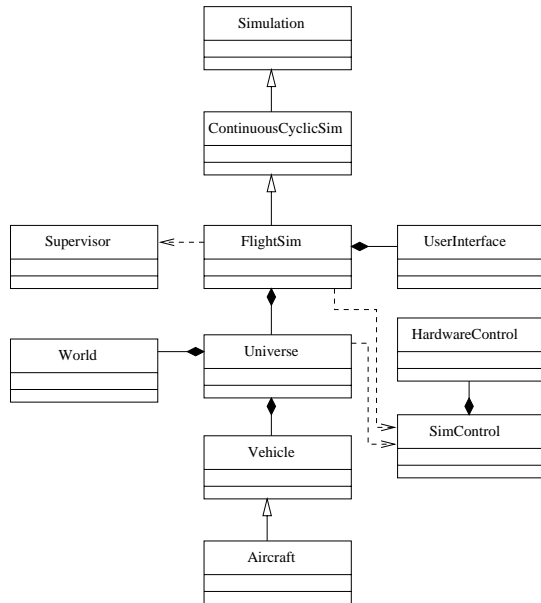 Simulation
ContinuousCyclicSim
Supervisor
FlightSim
UserInterface
World
Universe
HardwareControl
SimControl
Vehicle
Aircraft